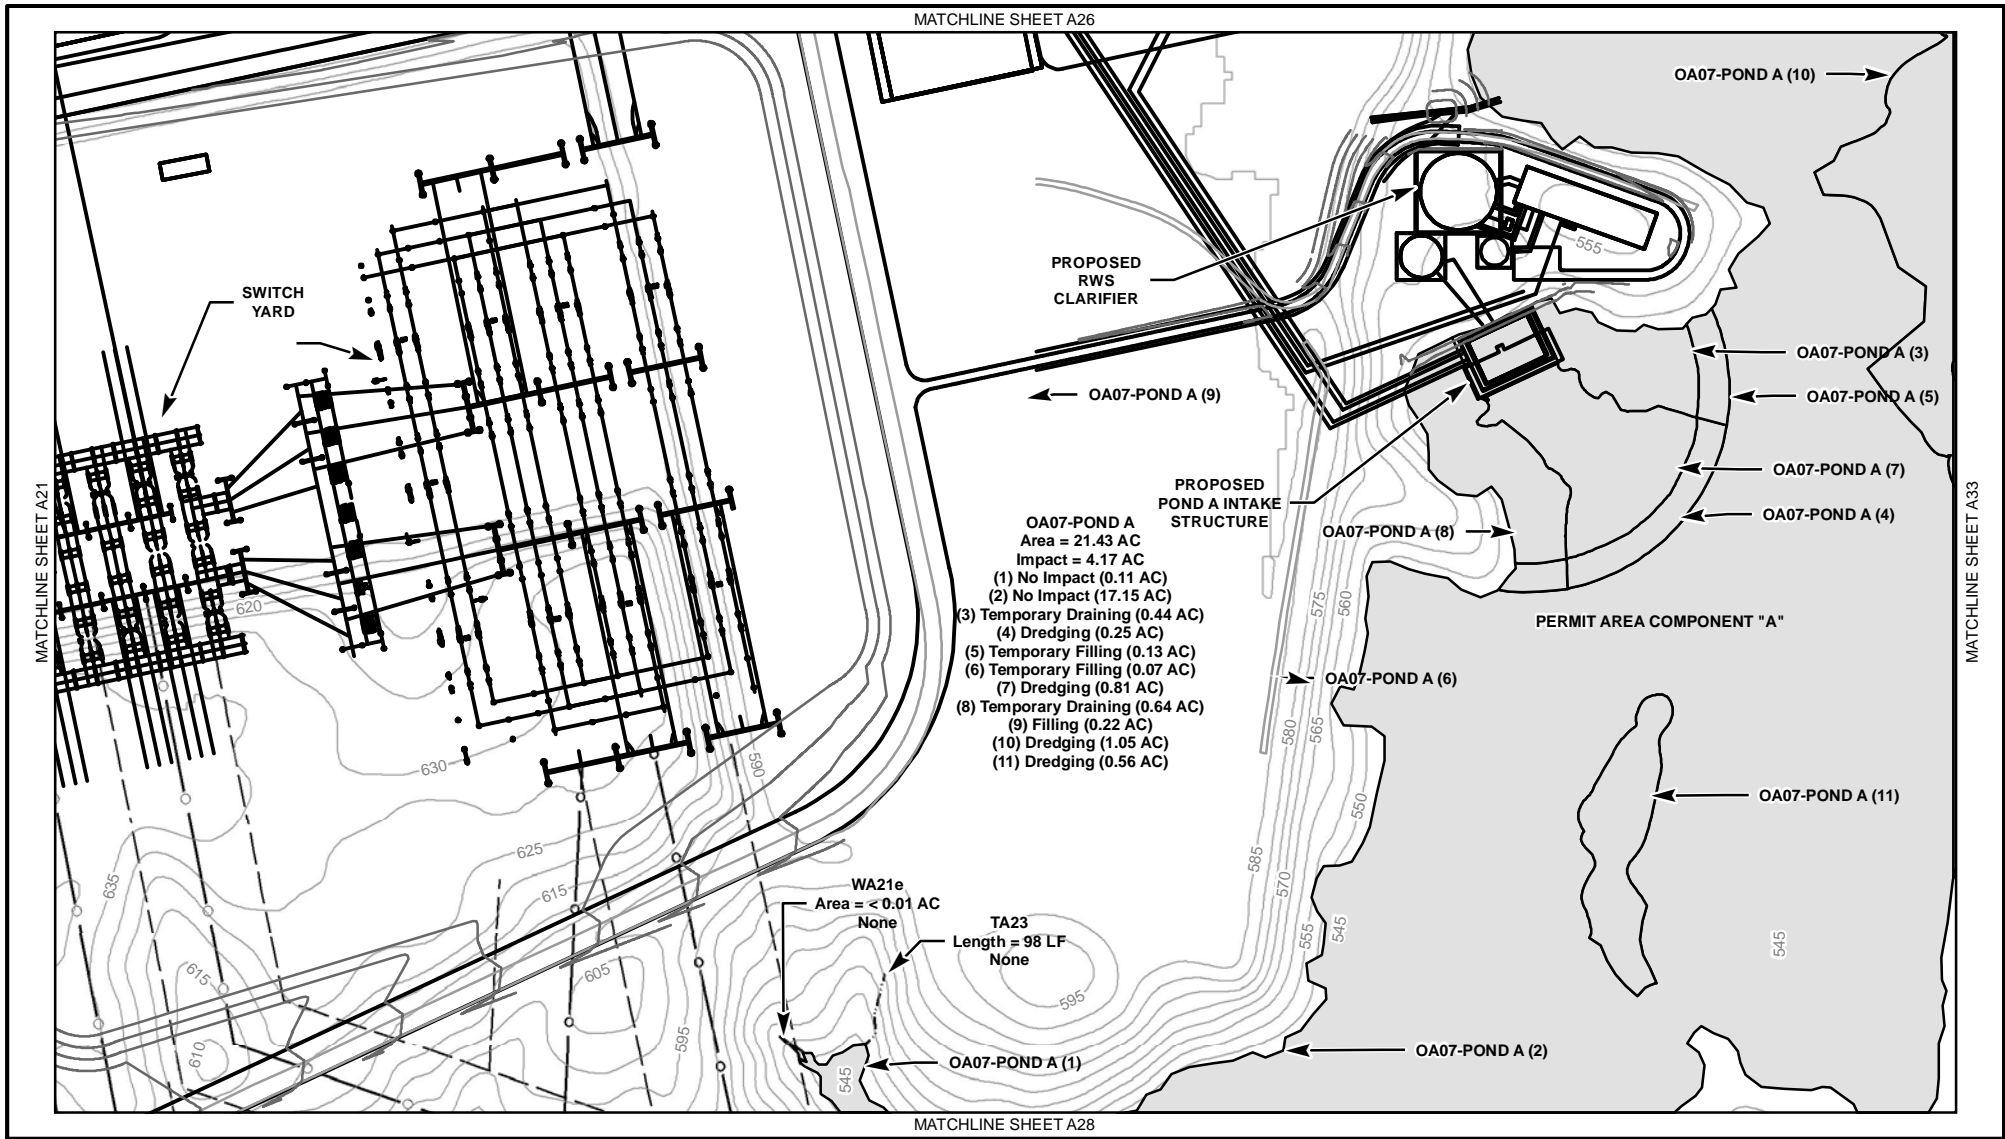 MATCHLINE SHEET A26
OA07-POND A (10)
SWITCH
YARD
PROPOSED
RWS
CLARIFIER
555
OA07-POND A (3)
OA07-POND A (9)
OA07-POND A (5)
OA07-POND A (7)
PROPOSED
POND A INTAKE
STRUCTURE
OA07-POND A (4)
OA07-POND A (8)
MATCHLINE SHEET A21
MATCHLINE SHEET A33
OA07-POND A
Area = 21.43 AC
Impact = 4.17 AC
(1) No Impact (0.11 AC)
(2) No Impact (17.15 AC)
(3) Temporary Draining (0.44 AC)
(4) Dredging (0.25 AC)
(5) Temporary Filling (0.13 AC)
(6) Temporary Filling (0.07 AC)
(7) Dredging (0.81 AC)
(8) Temporary Draining (0.64 AC)
(9) Filling (0.22 AC)
(10) Dredging (1.05 AC)
(11) Dredging (0.56 AC)
620
575
560
PERMIT AREA COMPONENT "A"
OA07-POND A (6)
580
565
630
590
550
OA07-POND A (11)
625
585
635
615
570
WA21e
Area = < 0.01 AC
None
TA23
Length = 98 LF
None
555
545
545
615
605
595
595
610
545
OA07-POND A (1)
OA07-POND A (2)
MATCHLINE SHEET A28